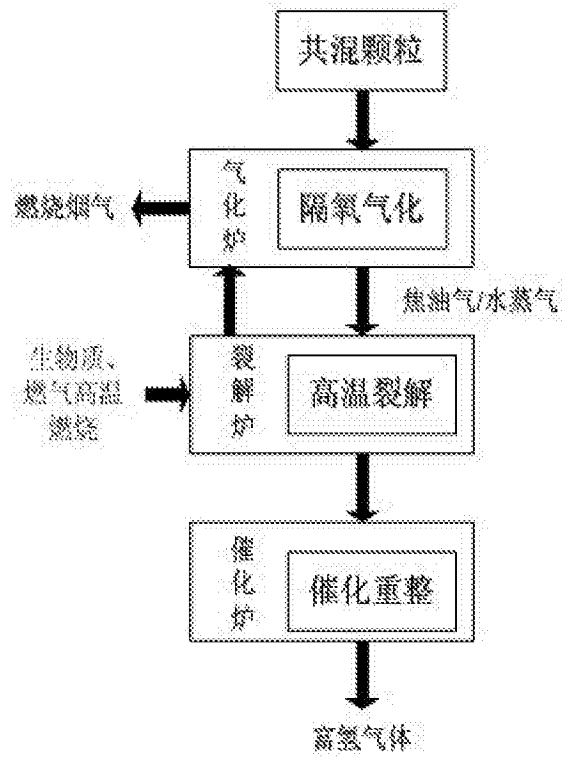 共混颗粒
气化炉
隔氧气化
燃烧烟气
焦油气/水蒸气
生物质、
燃气高温
燃烧
裂解炉
高温裂解
催化炉
催化重整
富氢气体